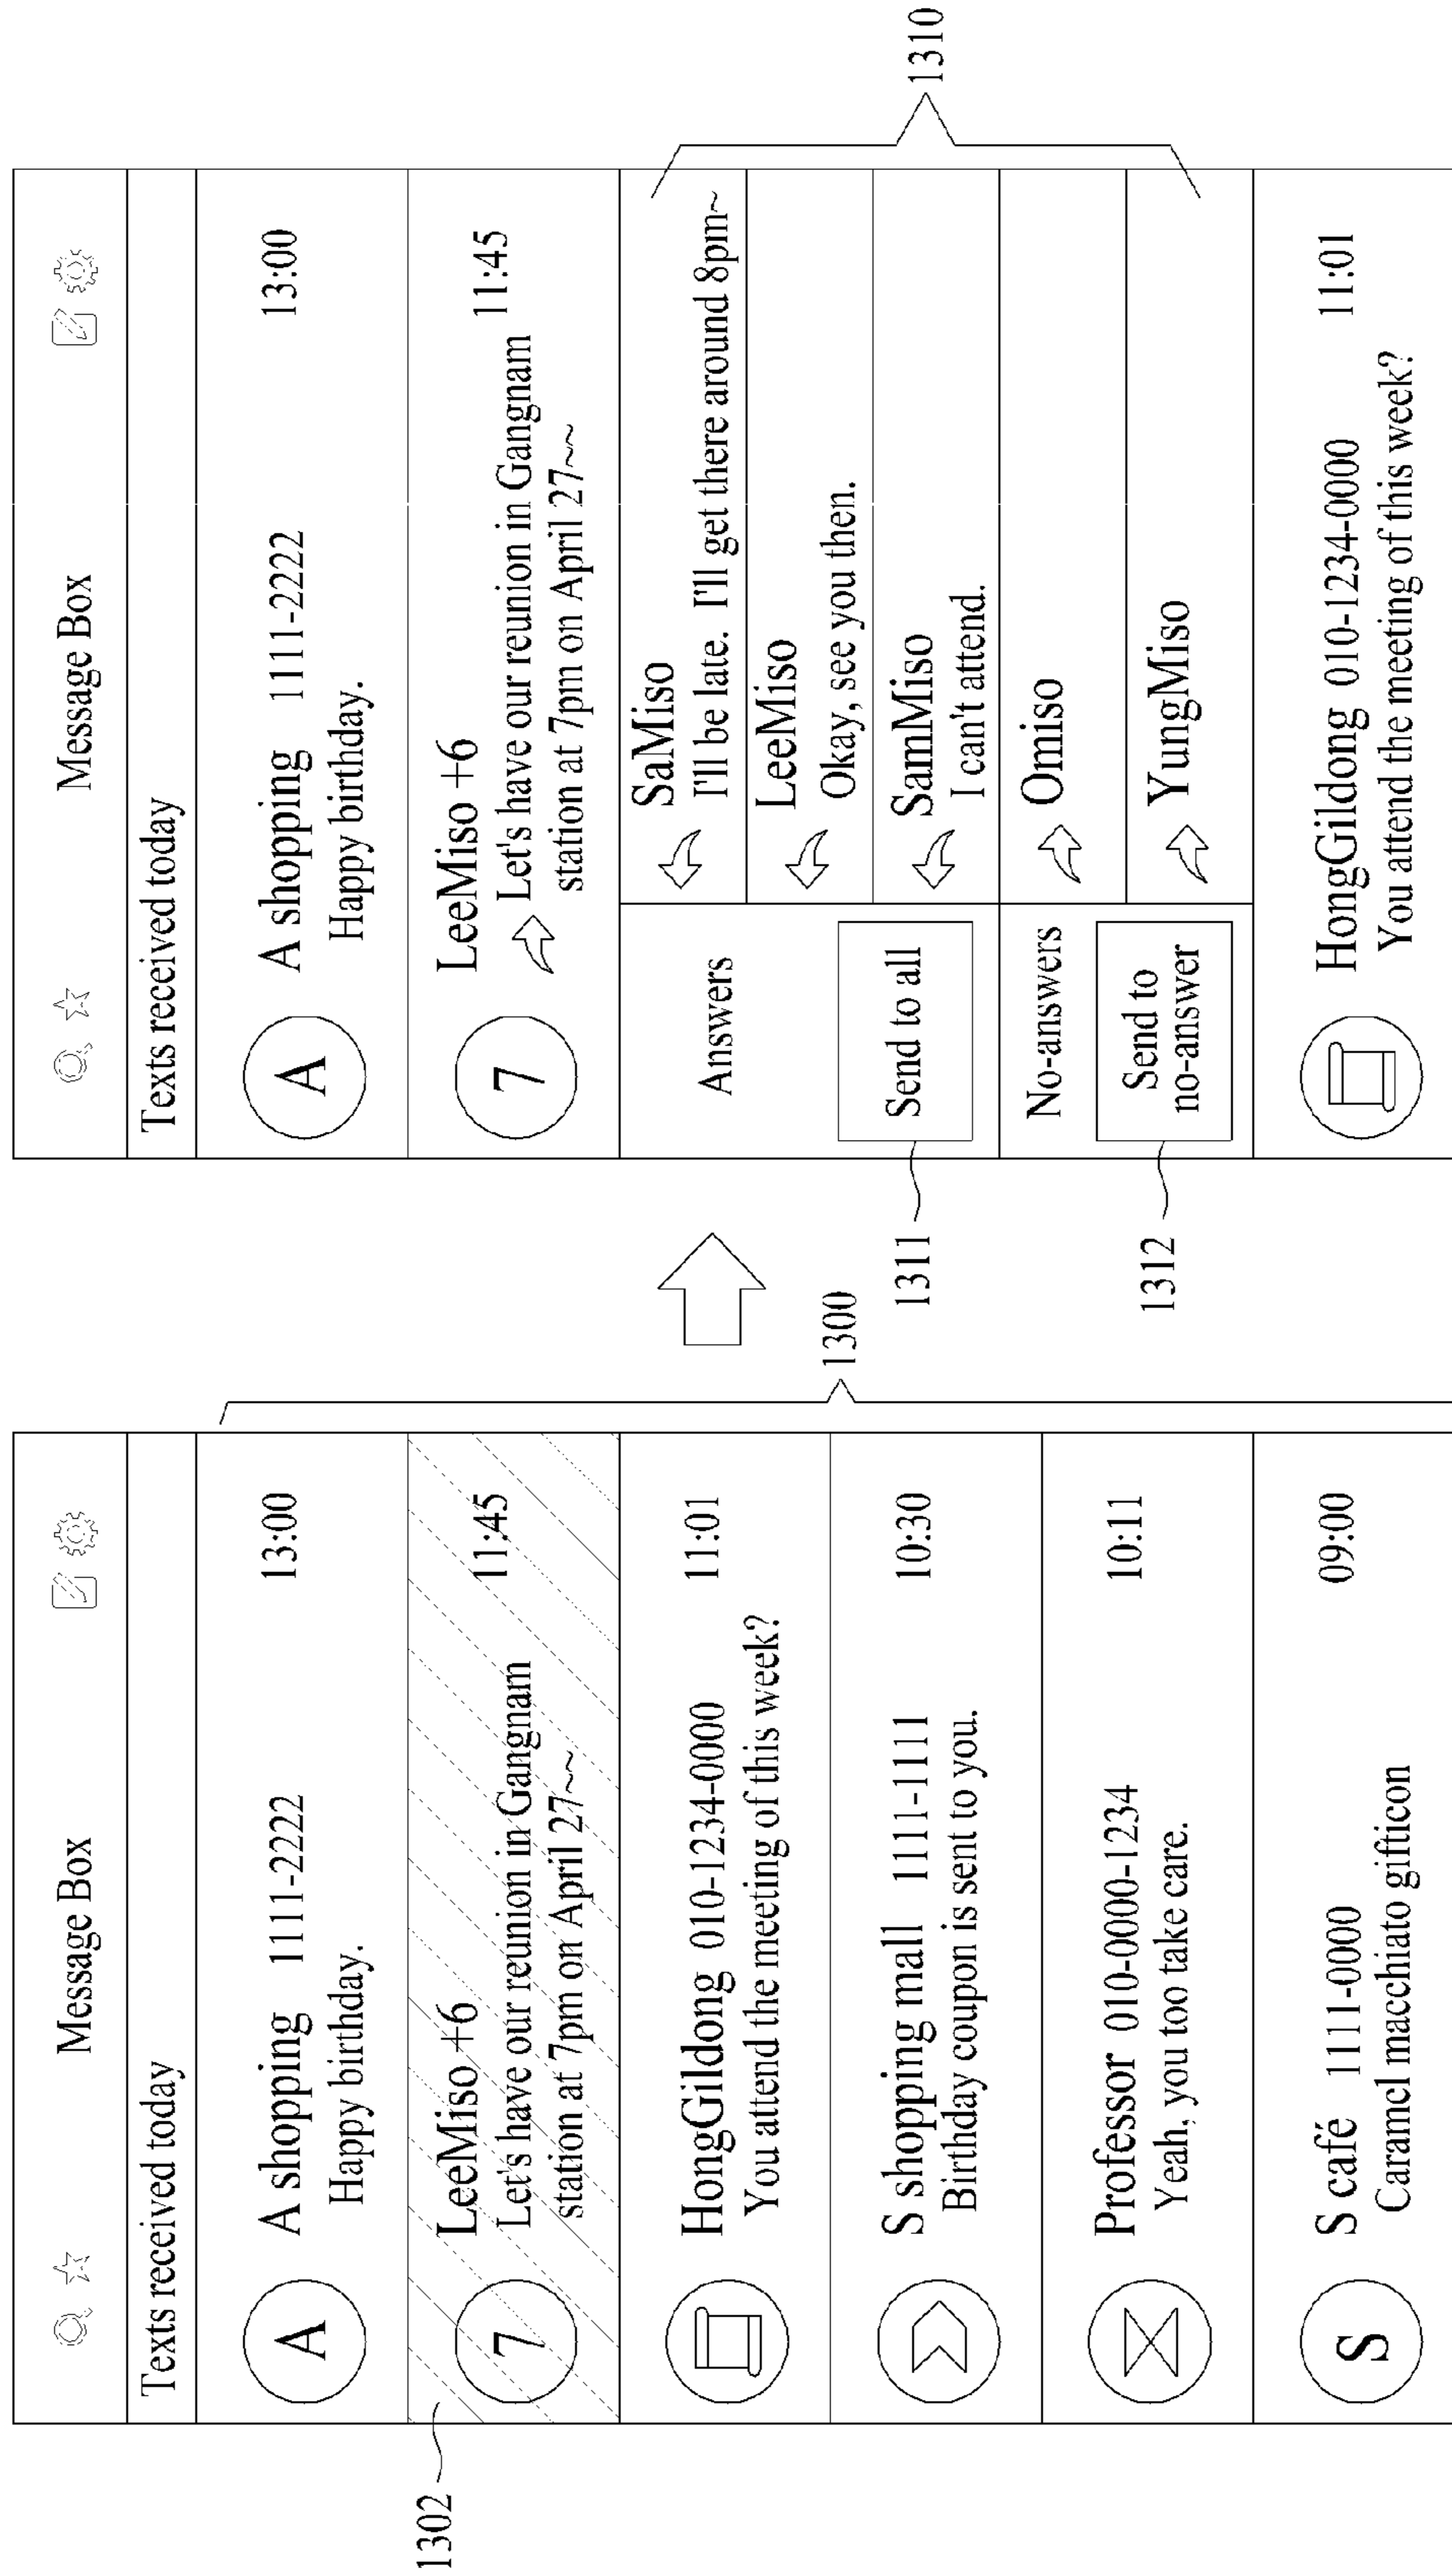 Message Box
Texts received today
A
A shopping 1111-2222
13:00
Happy birthday.
7
LeeMiso +6
Let's have our reunion in Gangnam
11:45
station at 7pm on April 27~~
HongGildong 010-1234-0000
11:01
You attend the meeting of this week?
S shopping mall 1111-1111
10:30
Birthday coupon is sent to you.
Professor 010-0000-1234
10:11
Yeah, you too take care.
S
S café 1111-0000
09:00
Caramel macchiato gifticon
1302
1300
Message Box
Texts received today
A
A shopping 1111-2222
13:00
Happy birthday.
7
LeeMiso +6
Let's have our reunion in Gangnam
11:45
station at 7pm on April 27~~
Answers
Send to all
SaMiso
I'll be late. I'll get there around 8pm~
LeeMiso
Okay, see you then.
SamMiso
I can't attend.
No-answers
Send to
no-answer
Omiso
YungMiso
HongGildong 010-1234-0000
11:01
You attend the meeting of this week?
1311
1312
1310